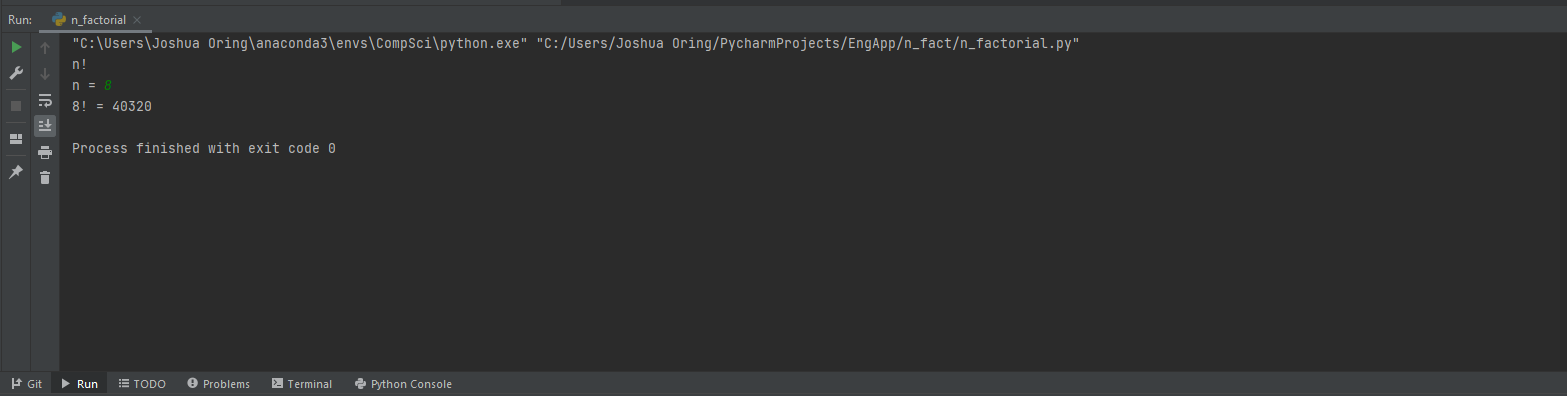 Run: n_factorial
"C:\Users\Joshua Oring\anaconda3\envs\CompSci\python.exe" "C:/Users/Joshua Oring/PycharmProjects/EngApp/n_fact/n_factorial.py"
n!
n = 8
8! = 40320
Process finished with exit code 0
Git Run TODO Problems Terminal Python Console